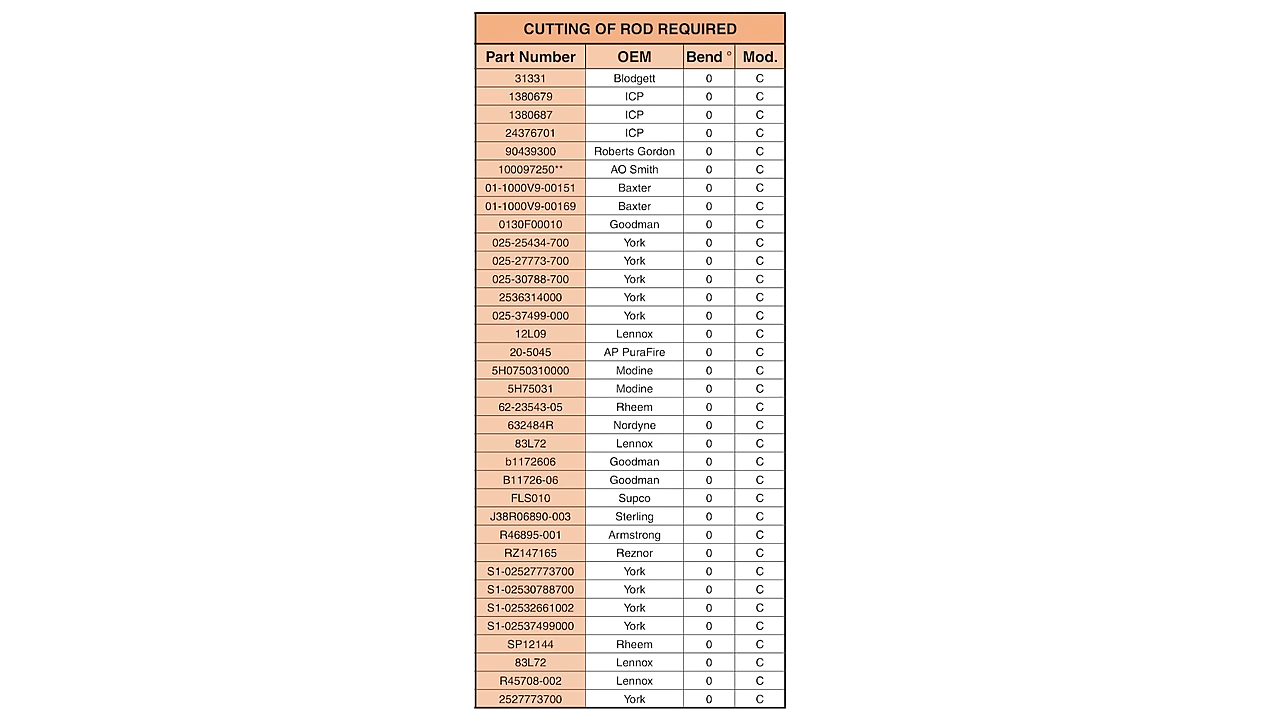 CUTTING OF ROD REQUIRED
Part Number OEM Bend ° Mod.
31331 Blodgett 0 C
1380679 ICP 0 C
1380687 ICP 0 C
24376701 ICP 0 C
90439300 Roberts Gordon 0 C
100097250** AO Smith 0 C
01-1000V9-00151 Baxter 0 C
01-1000V9-00169 Baxter 0 C
0130F00010 Goodman 0 C
025-25434-700 York 0 C
025-27773-700 York 0 C
025-30788-700 York 0 C
2536314000 York 0 C
025-37499-000 York 0 C
12L09 Lennox 0 C
20-5045 AP PuraFire 0 C
5H0750310000 Modine 0 C
5H75031 Modine 0 C
62-23543-05 Rheem 0 C
632484R Nordyne 0 C
83L72 Lennox 0 C
b1172606 Goodman 0 C
B11726-06 Goodman 0 C
FLS010 Supco 0 C
J38R06890-003 Sterling 0 C
R46895-001 Armstrong 0 C
RZ147165 Reznor 0 C
S1-02527773700 York 0 C
S1-02530788700 York 0 C
S1-02532661002 York 0 C
S1-02537499000 York 0 C
SP12144 Rheem 0 C
83L72 Lennox 0 C
R45708-002 Lennox 0 C
2527773700 York 0 C